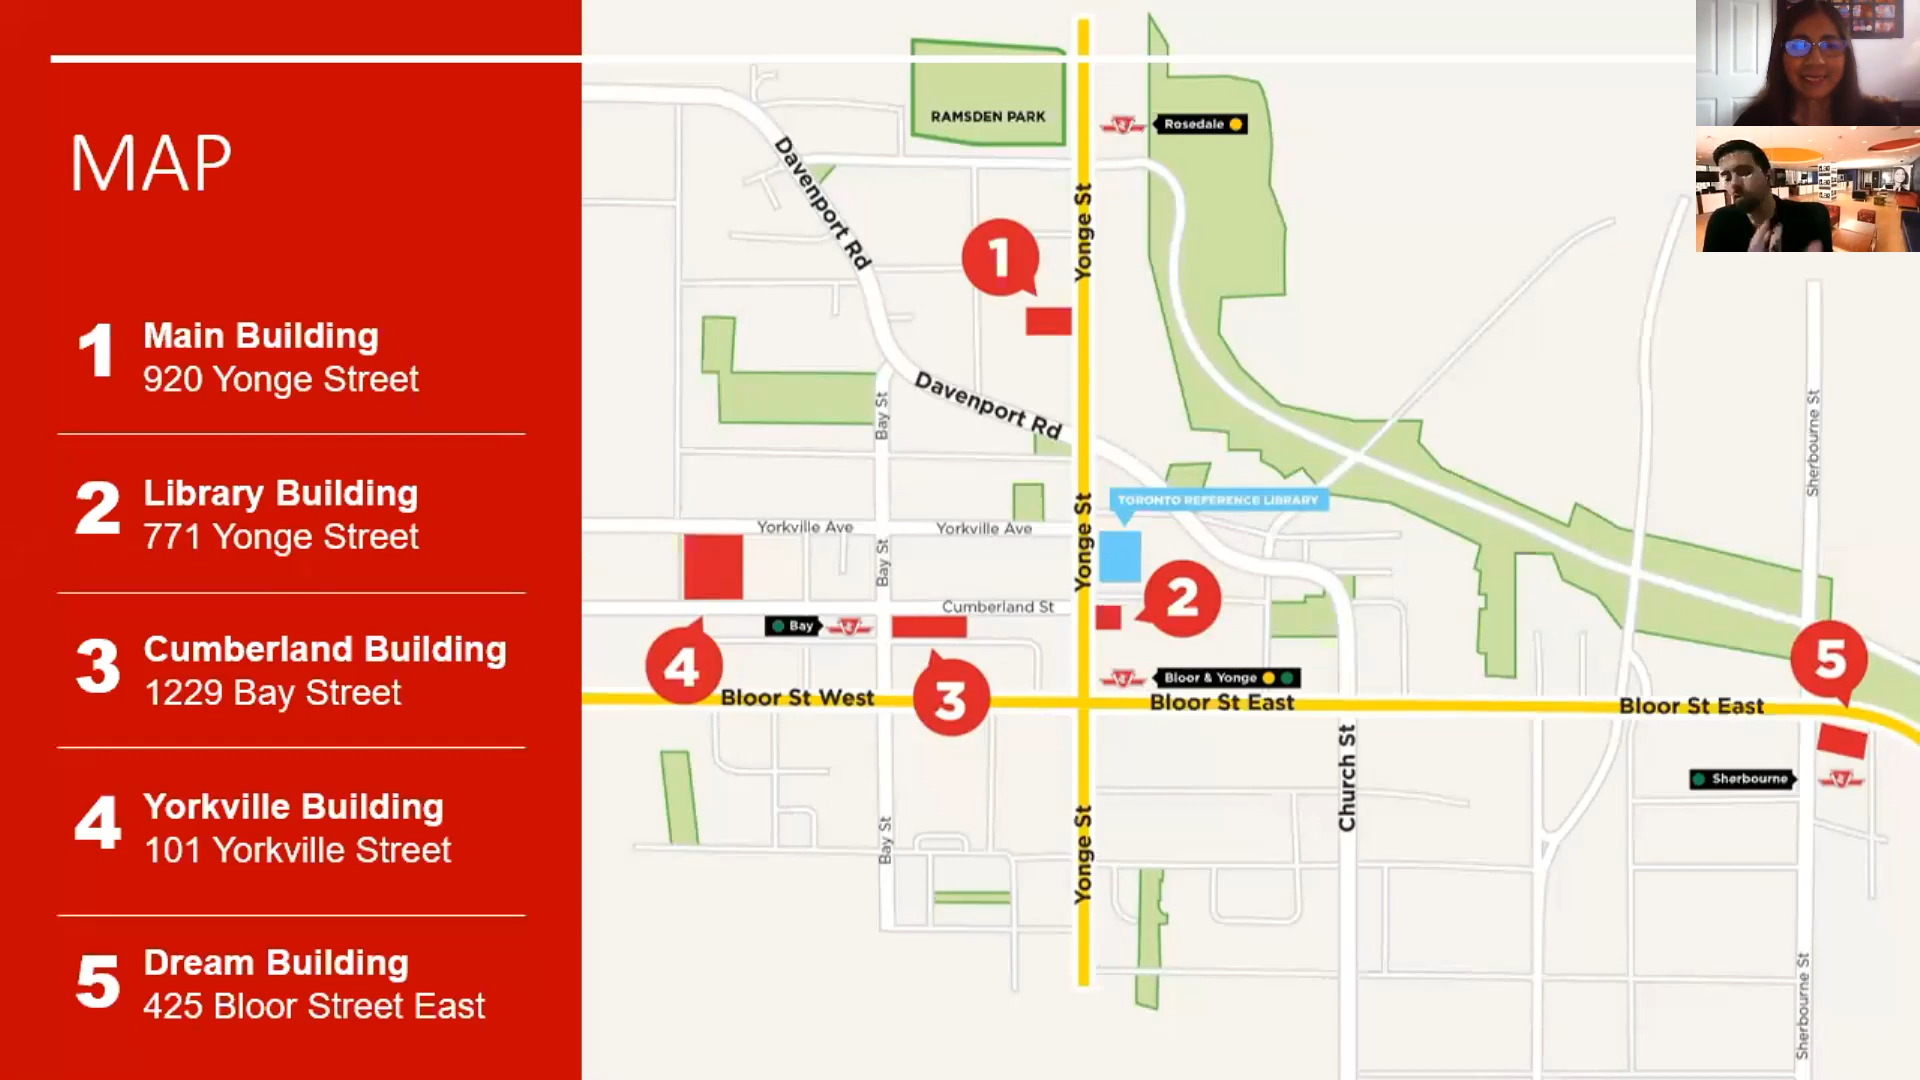 MAP
1
Main Building
920 Yonge Street
2
Library Building
771 Yonge Street
3
Cumberland Building
1229 Bay Street
4
Yorkville Building
101 Yorkville Street
5
Dream Building
425 Bloor Street East
RAMSDEN PARK
Rosedale
Davenport Rd
Yonge St
1
Davenport Rd
Bay St
Sherbourne St
TORONTO REFERENCE LIBRARY
Yorkville Ave
Yorkville Ave
Bay St
Yonge St
2
Cumberland St
Bay
4
3
5
Bloor & Yonge
Bloor St West
Bloor St East
Bloor St East
Sherbourne
Church St
Bay St
Yonge St
Sherbourne St